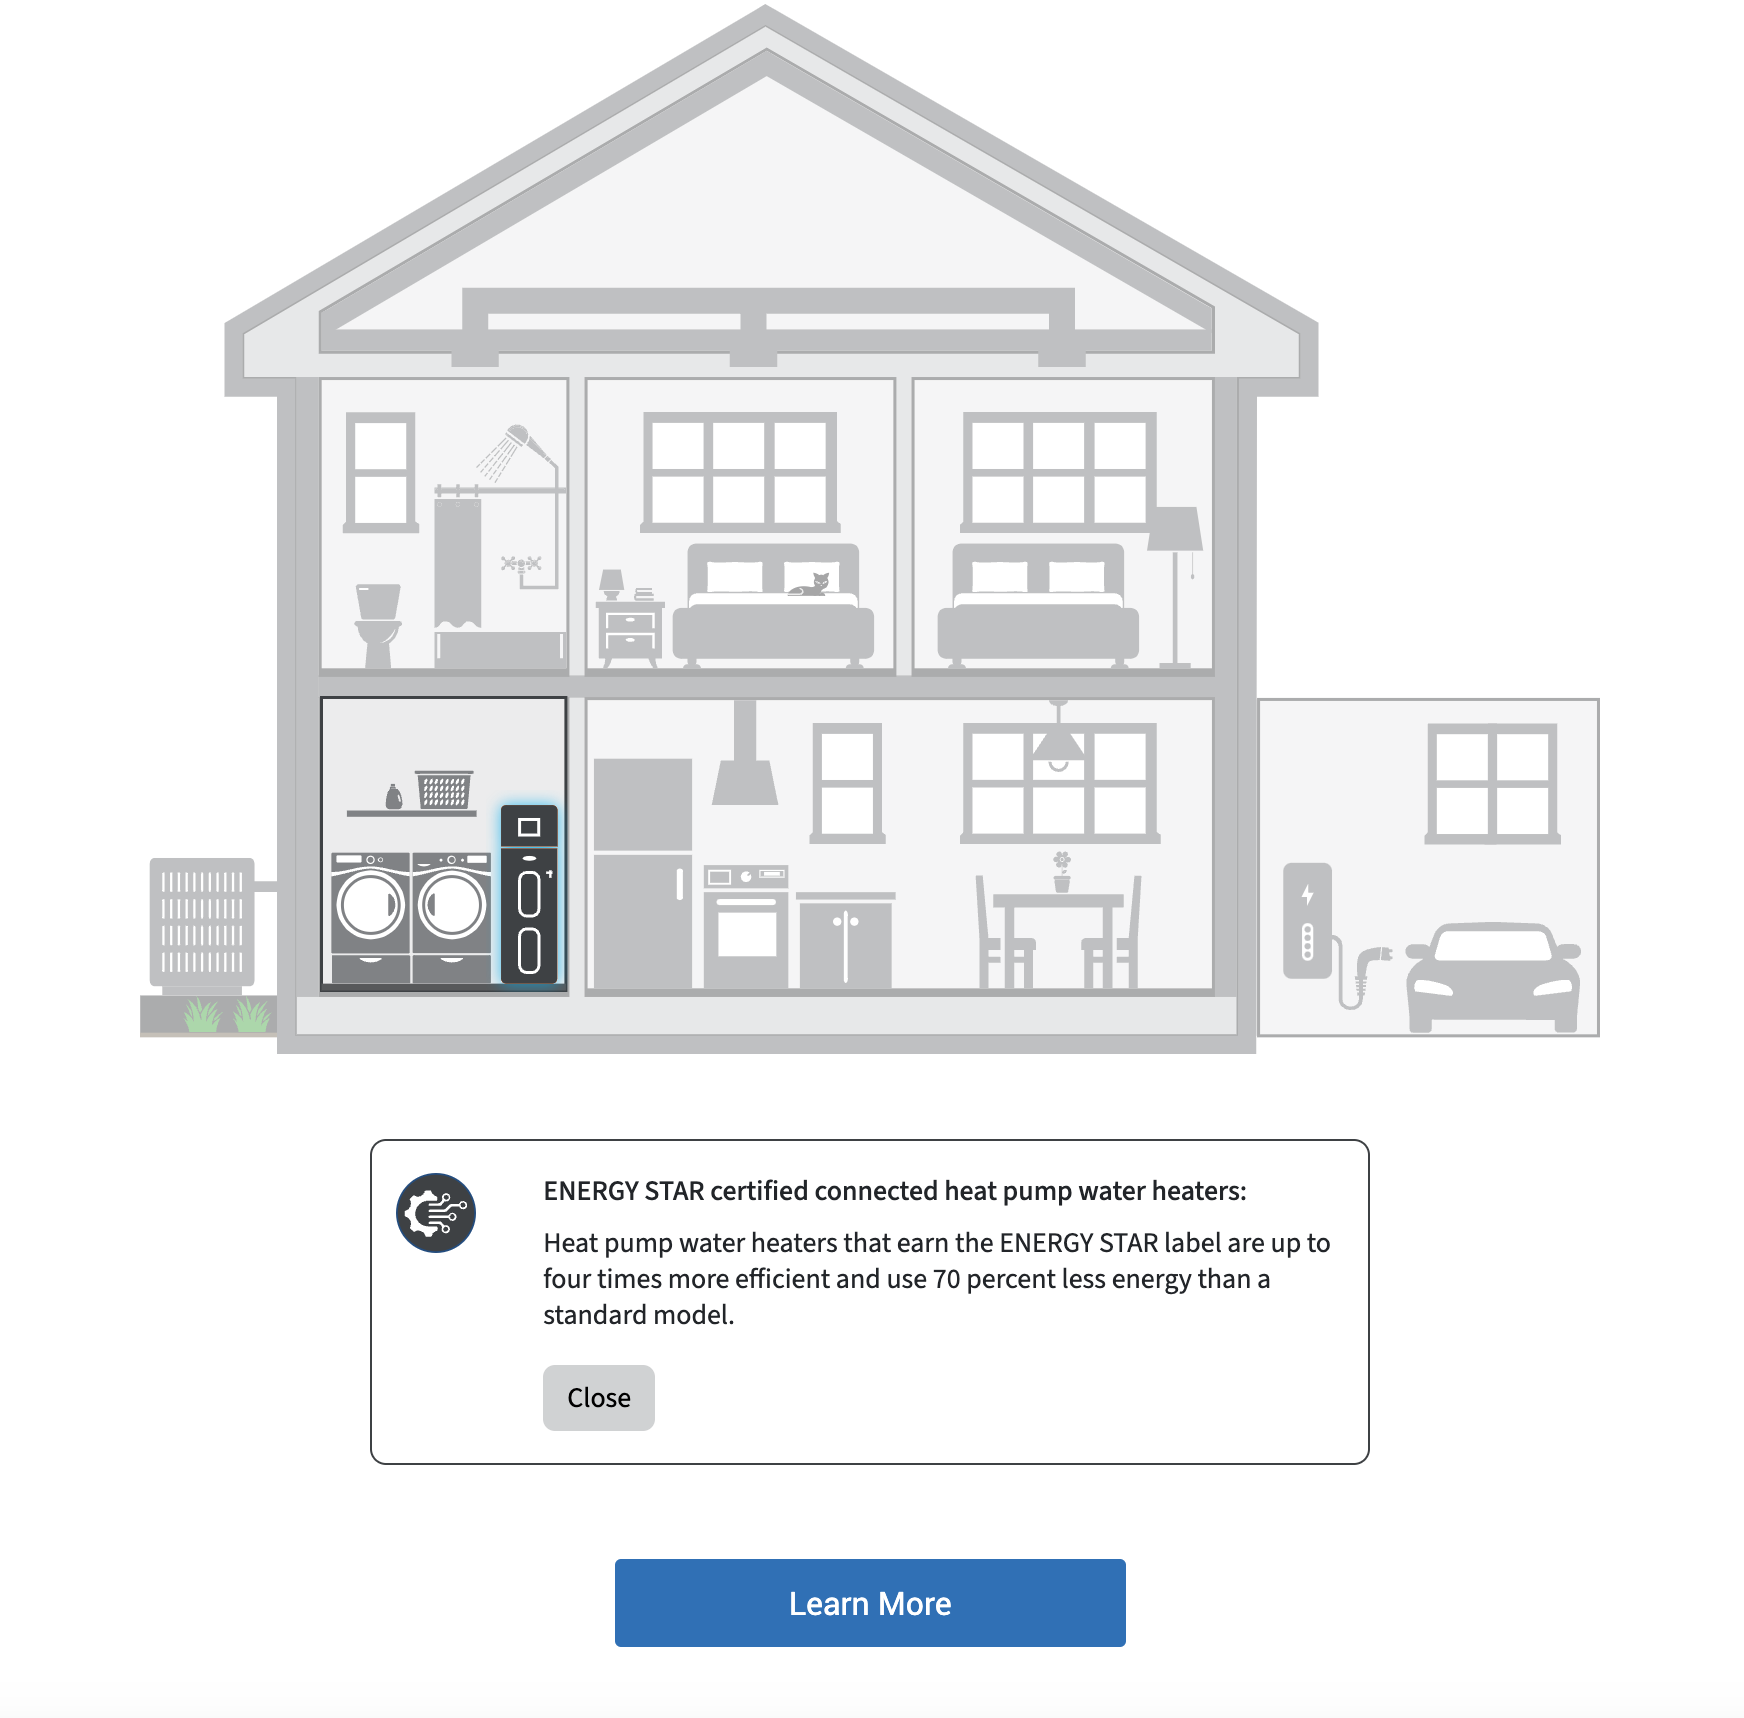 ENERGY STAR certified connected heat pump water heaters:
Heat pump water heaters that earn the ENERGY STAR label are up to
four times more efficient and use 70 percent less energy than a
standard model.
Close
Learn More